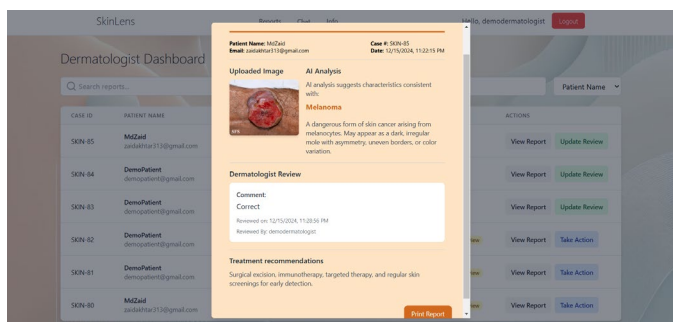 SkinLens
Reports Chat Info
Hello, demodermatologist
Logout
Dermatologist Dashboard
Search reports...
Patient Name
CASE ID PATIENT NAME ACTIONS
SKIN-85 MdZaid
zaidakhtar313@gmail.com
View Report Update Review
SKIN-84 DemoPatient
demopatient@gmail.com
View Report Update Review
SKIN-83 DemoPatient
demopatient@gmail.com
View Report Update Review
SKIN-82 DemoPatient
demopatient@gmail.com
View Report Take Action
SKIN-81 DemoPatient
demopatient@gmail.com
View Report Take Action
SKIN-80 MdZaid
zaidakhtar313@gmail.com
View Report Take Action
Patient Name: MdZaid Case #: SKIN-85
Email: zaidakhtar313@gmail.com Date: 12/15/2024, 11:22:15 PM
Uploaded Image
AI Analysis
AI analysis suggests characteristics consistent
with:
Melanoma
A dangerous form of skin cancer arising from
melanocytes. May appear as a dark, irregular
mole with asymmetry, uneven borders, or color
variation.
Dermatologist Review
Comment:
Correct
Reviewed on: 12/15/2024, 11:28:56 PM
Reviewed By: demodermatologist
Treatment recommendations
Surgical excision, immunotherapy, targeted therapy, and regular skin
screenings for early detection.
Print Report